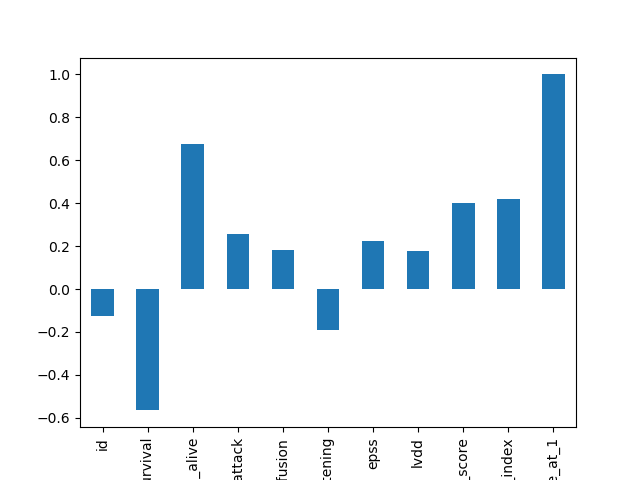 1.0
0.8
0.6
0.4
0.2
0.0
−0.2
−0.4
−0.6
id
urvival
_alive
attack
fusion
tening
epss
lvdd
_score
_index
e_at_1